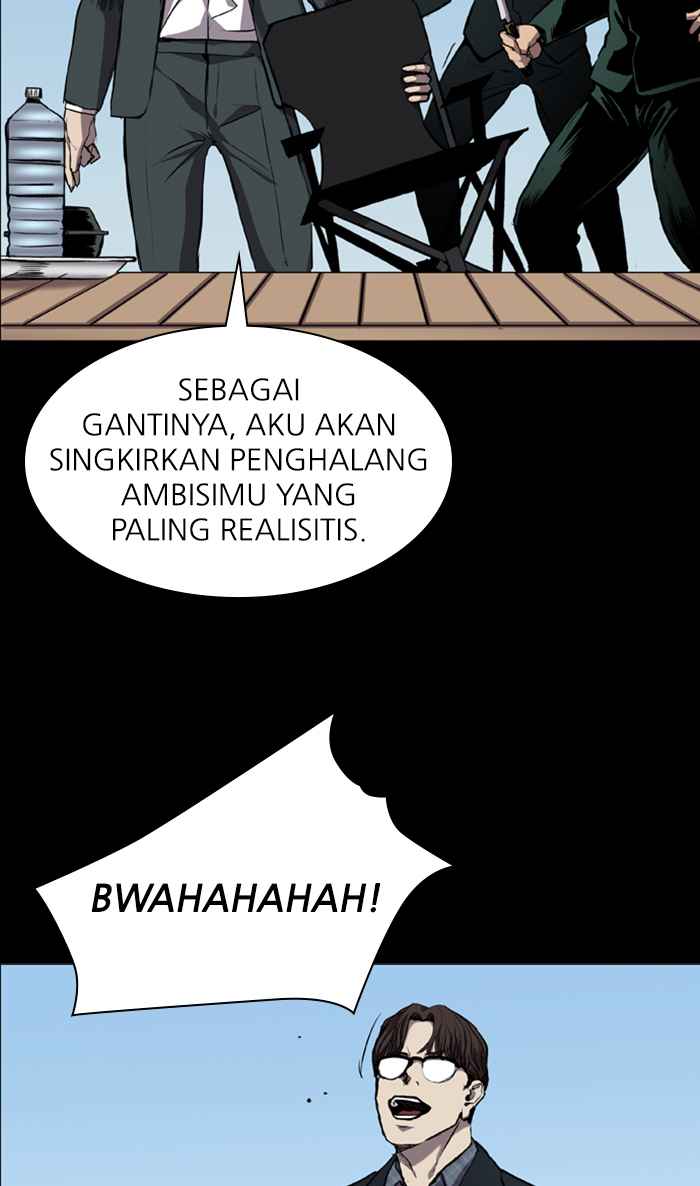 SEBAGAI
GANTINYA, AKU AKAN
SINGKIRKAN PENGHALANG
AMBISIMU YANG
PALING REALISITIS.
BWAHAHAHAH!